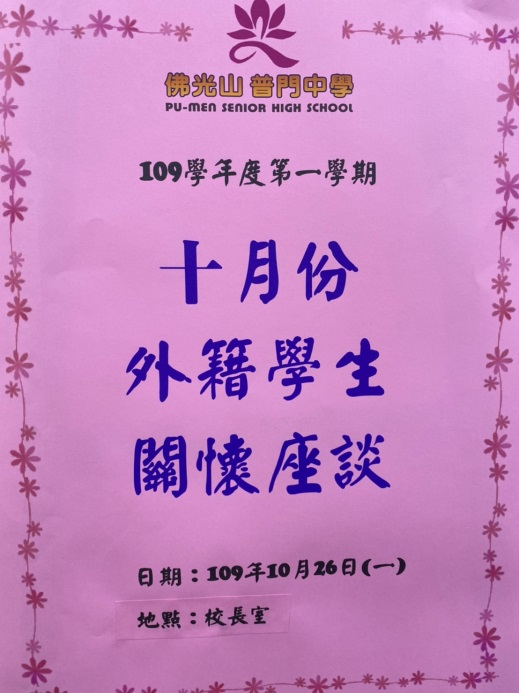 佛光山 普門中學
PU-MEN SENIOR HIGH SCHOOL
109學年度第一學期
十月份
外籍學生
關懷座談
日期：109年10月26日(一)
地點：校長室